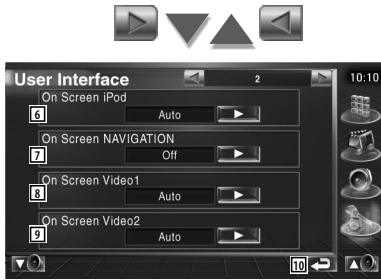 User Interface 2 10:10
On Screen iPod
6 Auto
On Screen NAVIGATION
7 Off
On Screen Video1
8 Auto
On Screen Video2
9 Auto
10